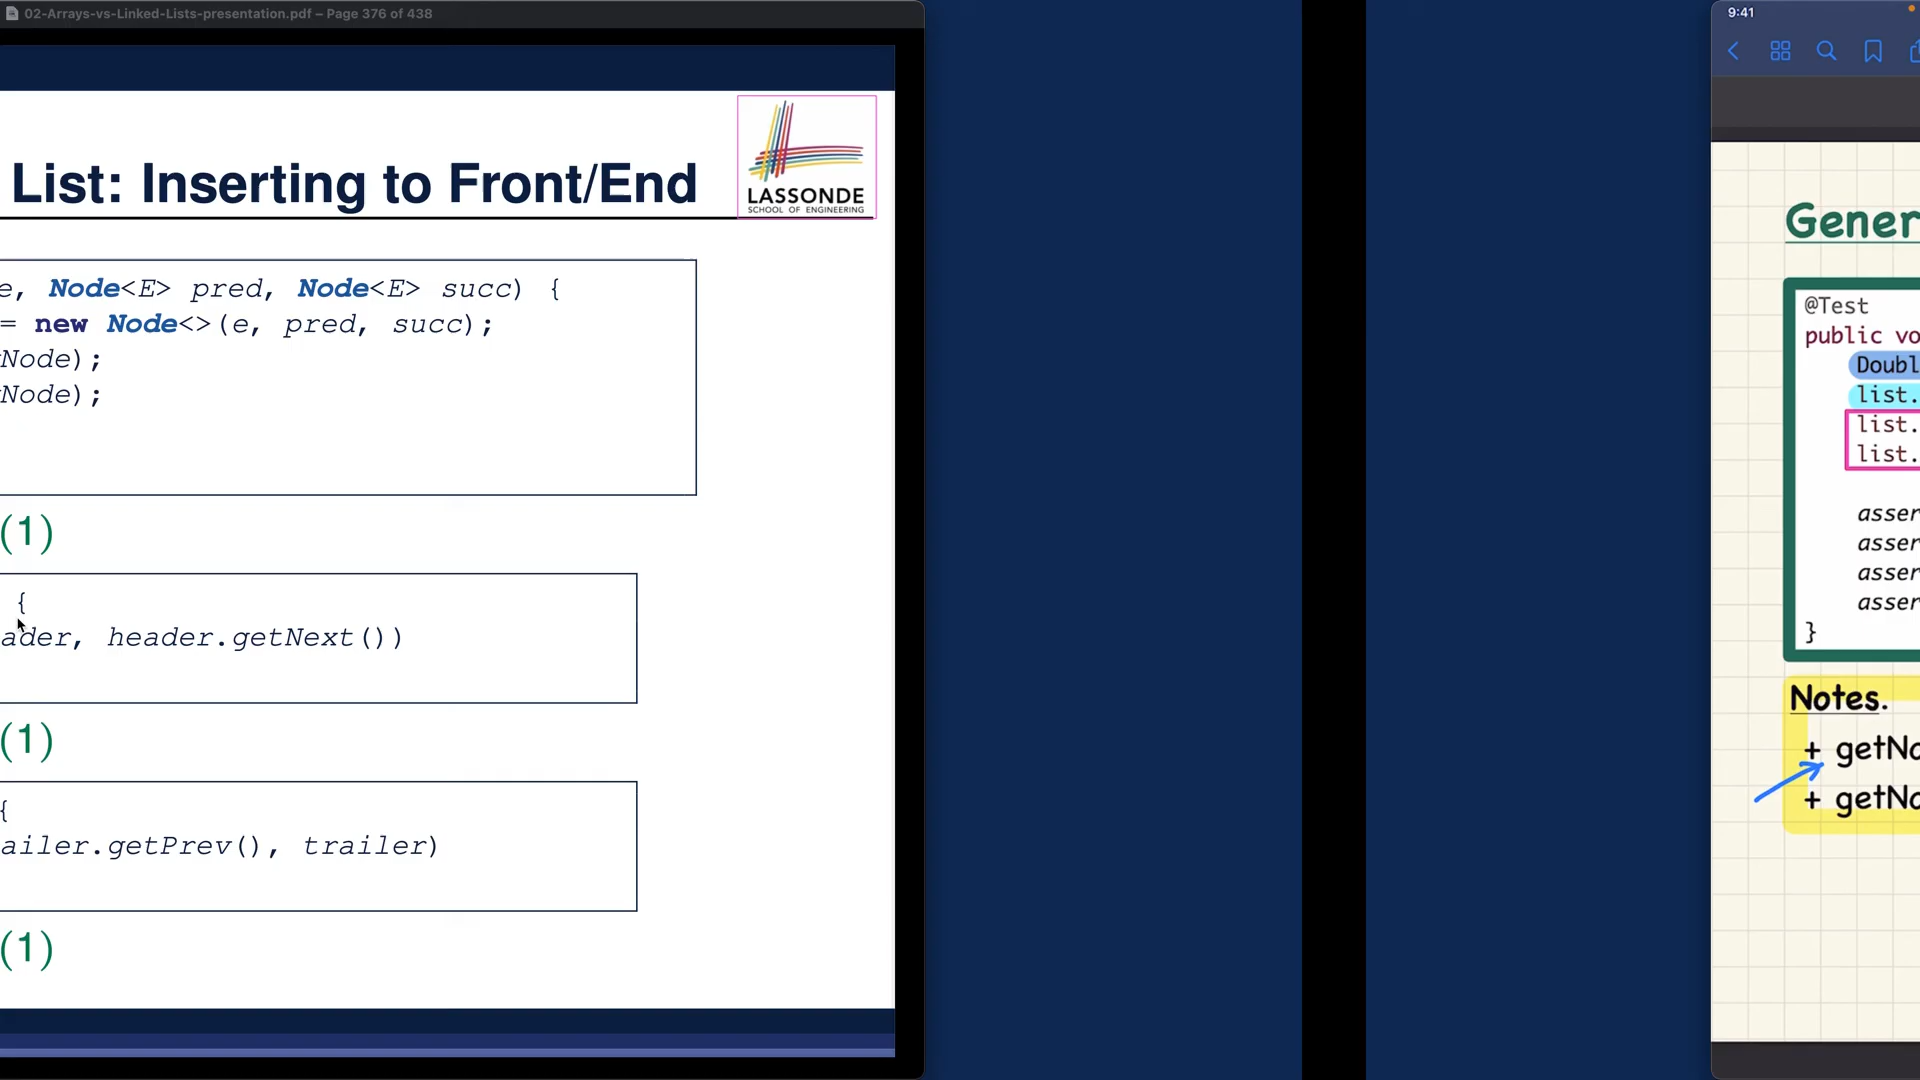 02-Arrays-vs-Linked-Lists-presentation.pdf – Page 376 of 438
List: Inserting to Front/End
LASSONDE
SCHOOL OF ENGINEERING
e, Node<E> pred, Node<E> succ) {
= new Node<>(e, pred, succ);
Node);
Node);
(1)
{
ader, header.getNext())
(1)
{
ailer.getPrev(), trailer)
(1)
9:41
Gener
@Test
public vo
Doubl
list.
list.
list.
asser
asser
asser
asser
}
Notes.
+ getNo
+ getNo